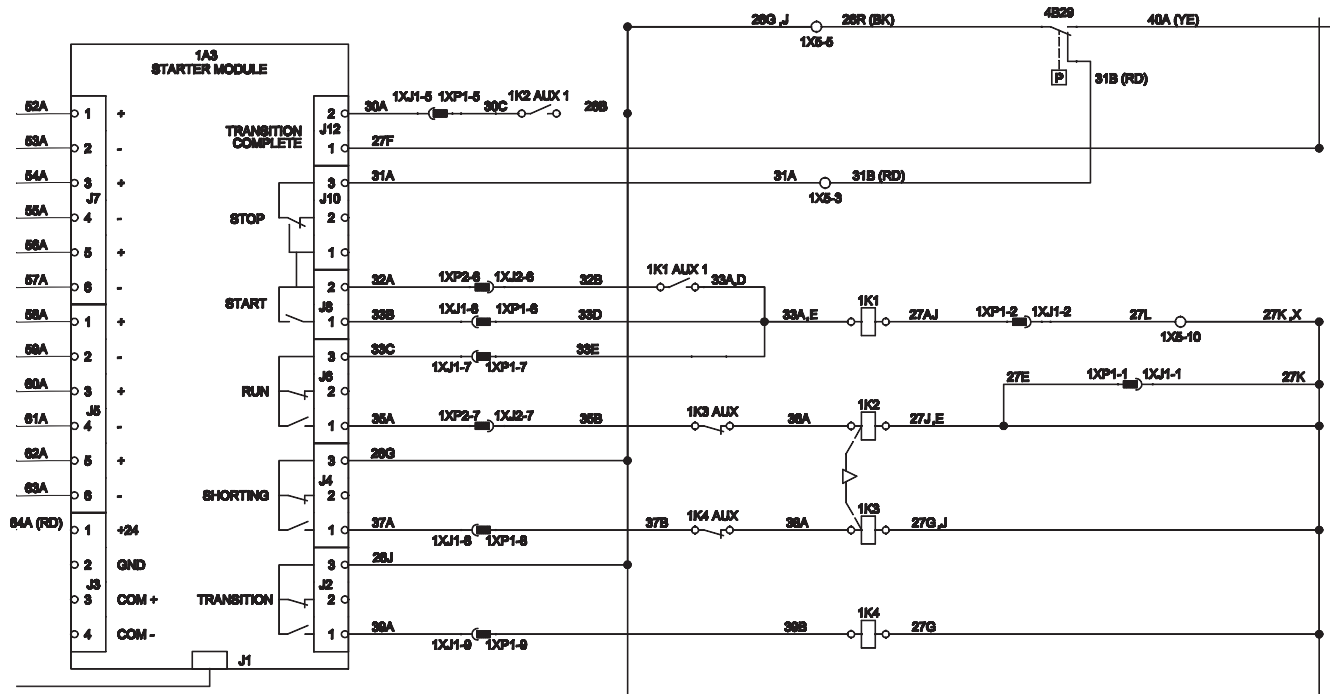 26G ,J 26R (BK) 4B29 40A (YE)
1X5-5
P 31B (RD)
1A3
STARTER MODULE
52A 1 + 2 30A 1XJ1-5 1XP1-5 30C 1K2 AUX 1 26B
TRANSITION COMPLETE J12
53A 2 - 1 27F
54A 3 + 3 31A 31A 31B (RD)
J7 J10 1X5-3
55A 4 - STOP 2
56A 5 + 1
57A 6 - 2 32A 1XP2-6 1XJ2-6 32B 1K1 AUX 1 33A,D
START J8
58A 1 + 1 33B 1XJ1-6 1XP1-6 33D 33A,E 1K1 27AJ 1XP1-2 1XJ1-2 27L 27K ,X
1X5-10
59A 2 - 3 33C 1XJ1-7 1XP1-7 33E
J6 27E 1XP1-1 1XJ1-1 27K
60A 3 + RUN 2
J5
61A 4 - 1 35A 1XP2-7 1XJ2-7 35B 1K3 AUX 36A 1K2 27J ,E
62A 5 + 3 26G
J4
63A 6 - SHORTING 2
64A (RD) 1 +24 1 37A 1XJ1-8 1XP1-8 37B 1K4 AUX 38A 1K3 27G ,J
2 GND 3 26J
J3 J2
3 COM + TRANSITION 2
4 COM - 1 39A 1XJ1-9 1XP1-9 39B 1K4 27G
J1